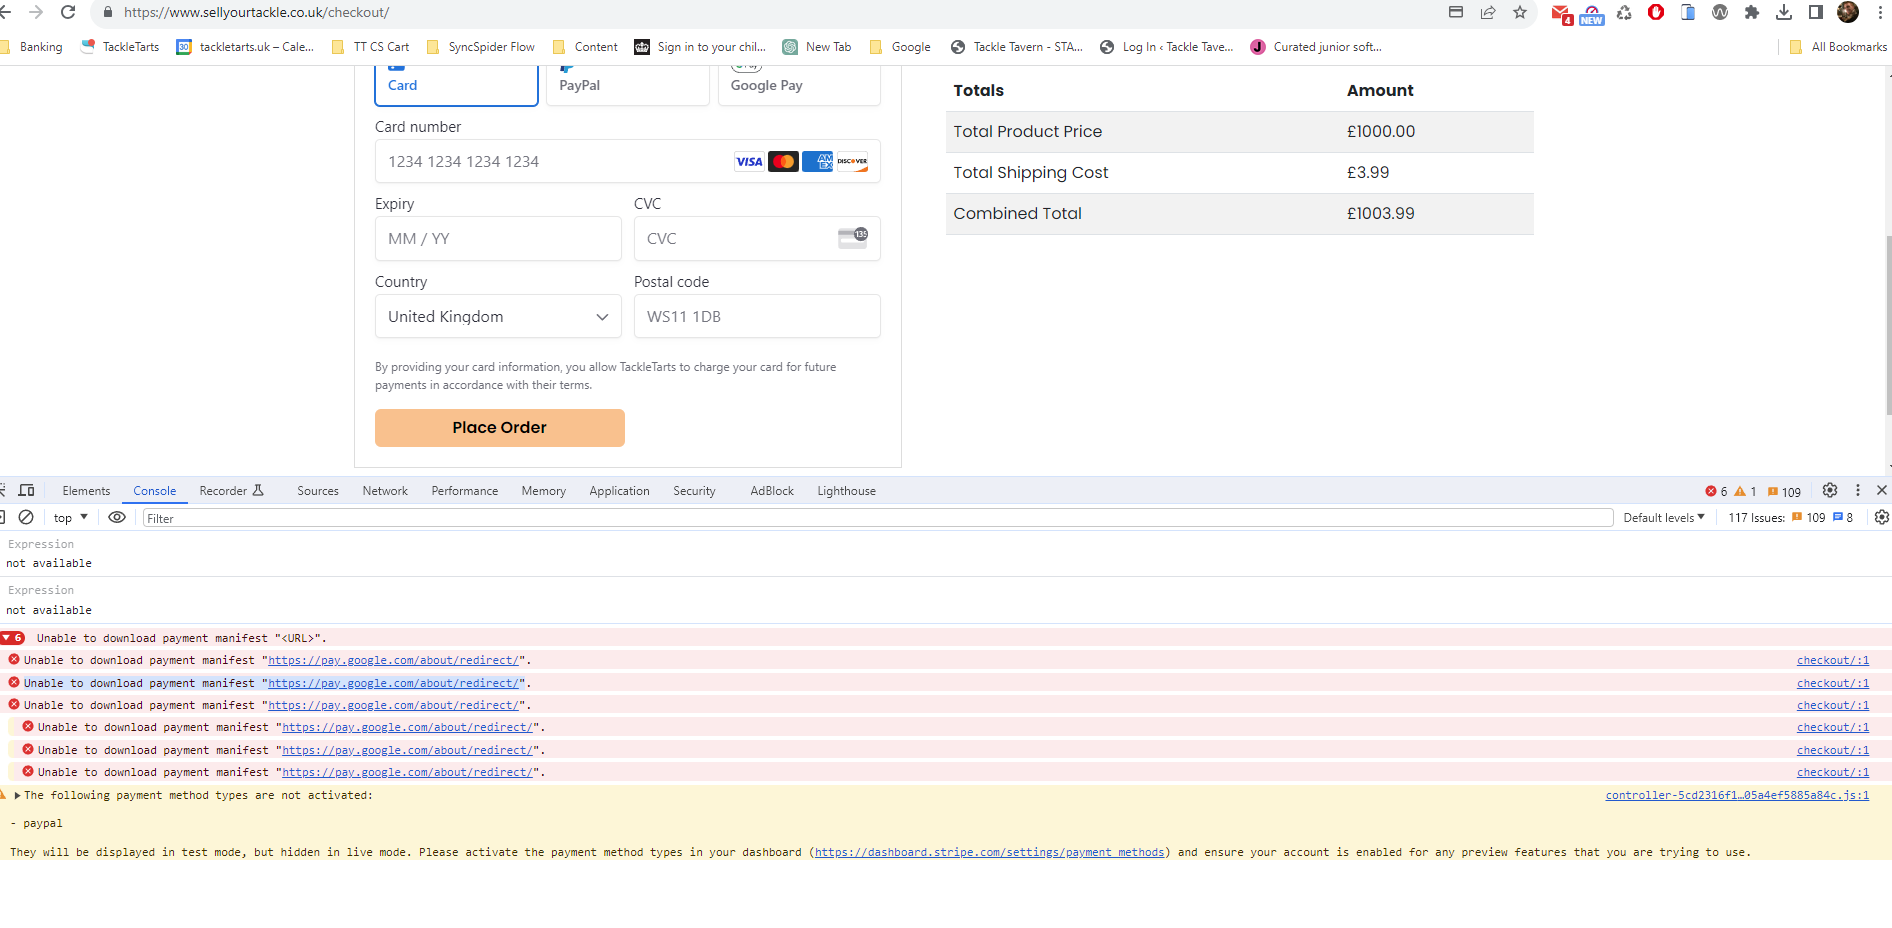 https://www.sellyourtackle.co.uk/checkout/
4
NEW
Banking
TackleTarts
30
tackletarts.uk – Cale...
TT CS Cart
SyncSpider Flow
Content
Sign in to your chil...
New Tab
Google
Tackle Tavern - STA...
Log In ‹ Tackle Tave...
J
Curated junior soft...
All Bookmarks
Card
PayPal
Google Pay
Card number
1234 1234 1234 1234
VISA
AM
EX
DISCOVER
Expiry
CVC
MM / YY
CVC
135
Country
Postal code
United Kingdom
WS11 1DB
By providing your card information, you allow TackleTarts to charge your card for future
payments in accordance with their terms.
Place Order
Totals
Amount
Total Product Price
£1000.00
Total Shipping Cost
£3.99
Combined Total
£1003.99
Elements
Console
Recorder
Sources
Network
Performance
Memory
Application
Security
AdBlock
Lighthouse
6
1
109
top
Filter
Default levels
117 Issues:
109
8
Expression
not available
Expression
not available
6 Unable to download payment manifest "<URL>".
Unable to download payment manifest "https://pay.google.com/about/redirect/". checkout/:1
Unable to download payment manifest "https://pay.google.com/about/redirect/". checkout/:1
Unable to download payment manifest "https://pay.google.com/about/redirect/". checkout/:1
Unable to download payment manifest "https://pay.google.com/about/redirect/". checkout/:1
Unable to download payment manifest "https://pay.google.com/about/redirect/". checkout/:1
Unable to download payment manifest "https://pay.google.com/about/redirect/". checkout/:1
The following payment method types are not activated: controller-5cd2316f1…05a4ef5885a84c.js:1
- paypal
They will be displayed in test mode, but hidden in live mode. Please activate the payment method types in your dashboard (https://dashboard.stripe.com/settings/payment_methods) and ensure your account is enabled for any preview features that you are trying to use.